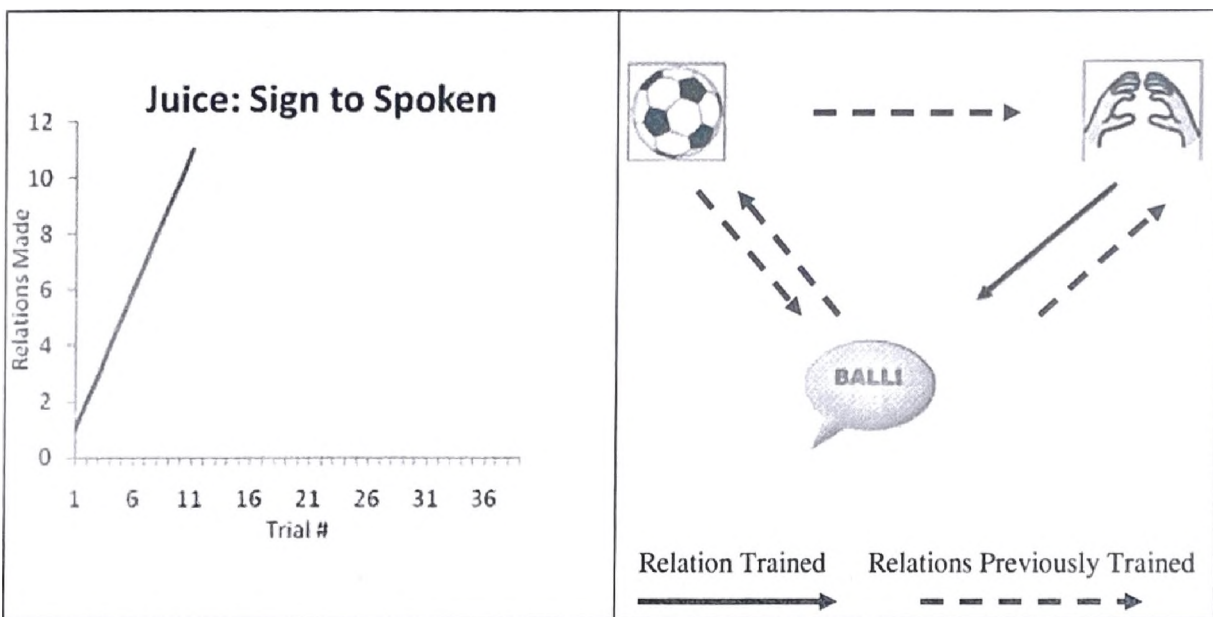 Juice: Sign to Spoken
12
10
8
6
4
2
0
Relations Made
1 6 11 16 21 26 31 36
Trial #
BALL!
Relation Trained Relations Previously Trained